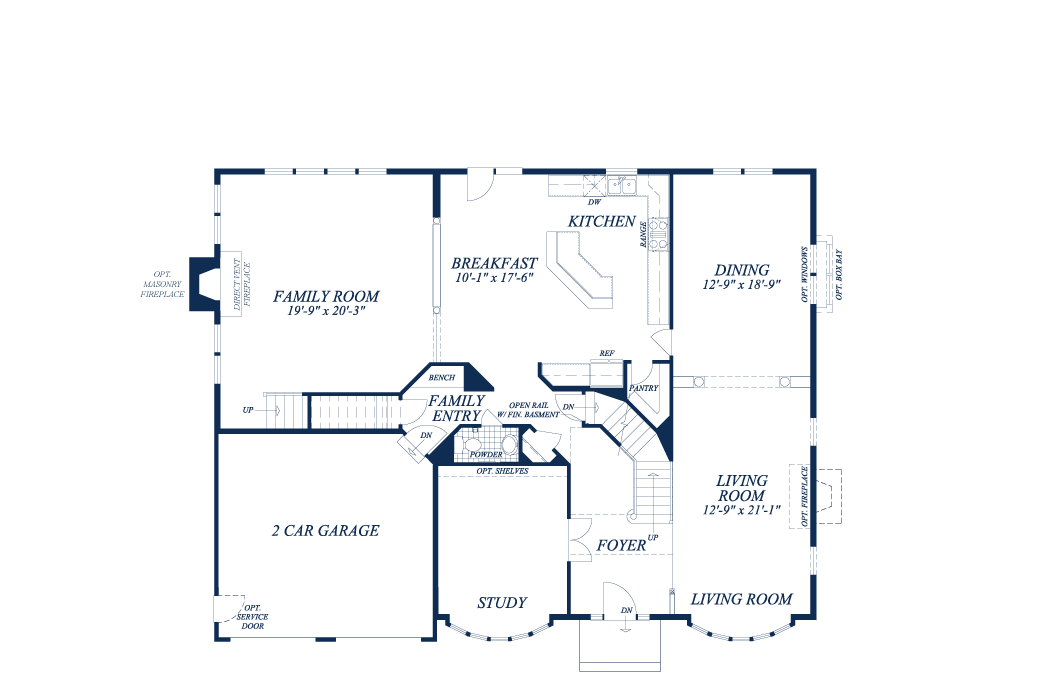 DW
KITCHEN
RANGE
BREAKFAST
10'-1" x 17'-6"
DINING
12'-9" x 18'-9"
OPT. WINDOWS
OPT. BOX BAY
OPT.
MASONRY
FIREPLACE
DIRECT VENT
FIREPLACE
FAMILY ROOM
19'-9" x 20'-3"
REF
PANTRY
BENCH
FAMILY
ENTRY
UP
DN
OPEN RAIL
W/ FIN. BASMENT
DN
POWDER
OPT. SHELVES
LIVING
ROOM
12'-9" x 21'-1"
OPT. FIREPLACE
2 CAR GARAGE
FOYER
UP
STUDY
LIVING ROOM
OPT.
SERVICE
DOOR
DN